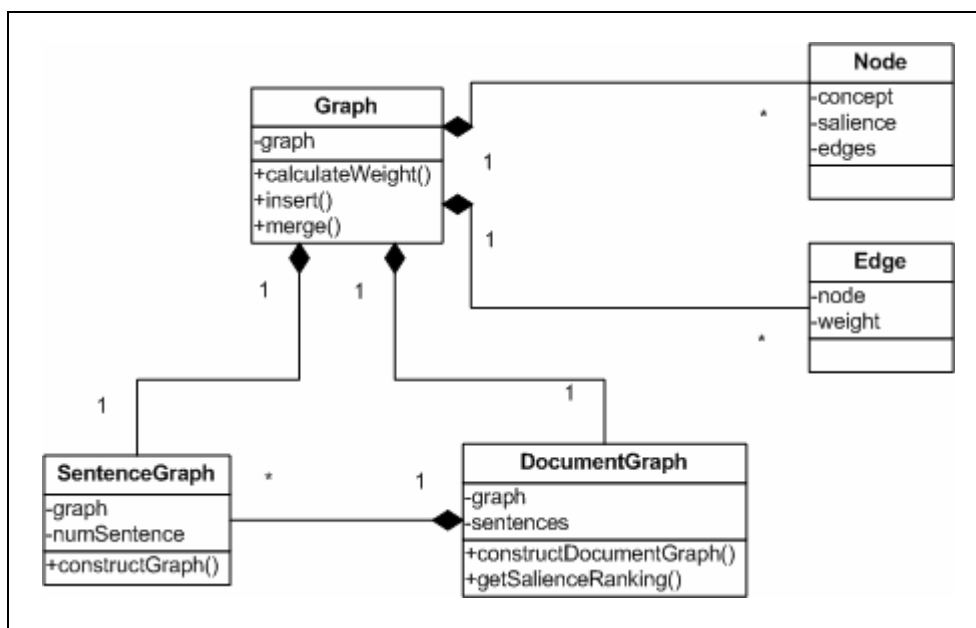 Graph
-graph
+calculateWeight()
+insert()
+merge()
Node
-concept
-salience
-edges
*
1
1
Edge
-node
-weight
*
1
1
1
1
SentenceGraph
-graph
-numSentence
+constructGraph()
*
1
DocumentGraph
-graph
-sentences
+constructDocumentGraph()
+getSalienceRanking()